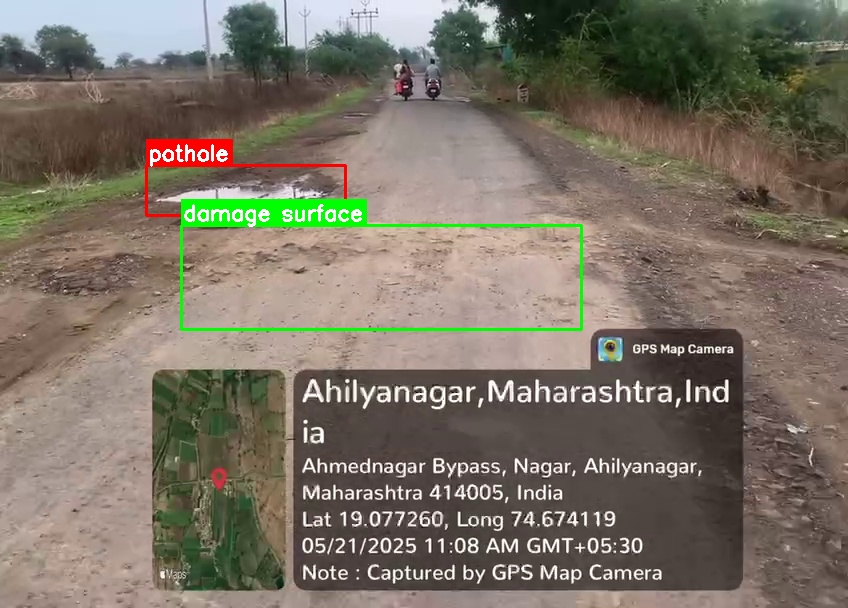 pothole
damage surface
GPS Map Camera
Ahilyanagar,Maharashtra,Ind
ia
Ahmednagar Bypass, Nagar, Ahilyanagar,
Maharashtra 414005, India
Lat 19.077260, Long 74.674119
05/21/2025 11:08 AM GMT+05:30
Note : Captured by GPS Map Camera
Maps